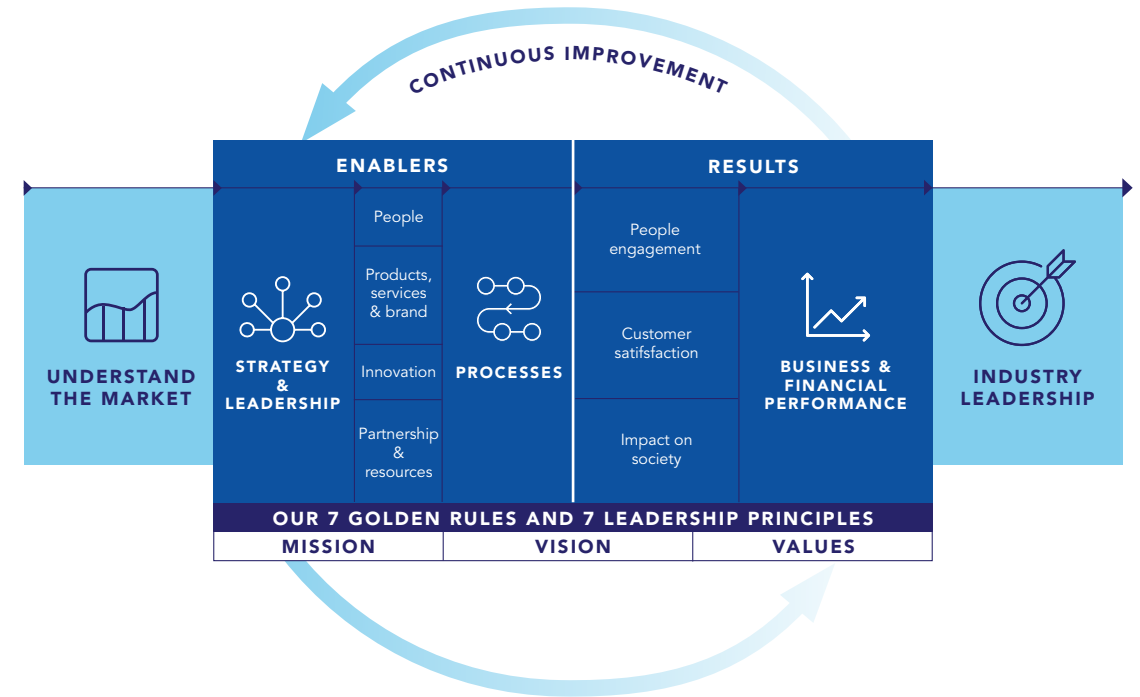 CONTINUOUS IMPROVEMENT
ENABLERS
RESULTS
UNDERSTAND
THE MARKET
STRATEGY
&
LEADERSHIP
People
Products,
services
& brand
Innovation
Partnership
&
resources
PROCESSES
People
engagement
Customer
satifsfaction
Impact on
society
BUSINESS &
FINANCIAL
PERFORMANCE
INDUSTRY
LEADERSHIP
OUR 7 GOLDEN RULES AND 7 LEADERSHIP PRINCIPLES
MISSION
VISION
VALUES